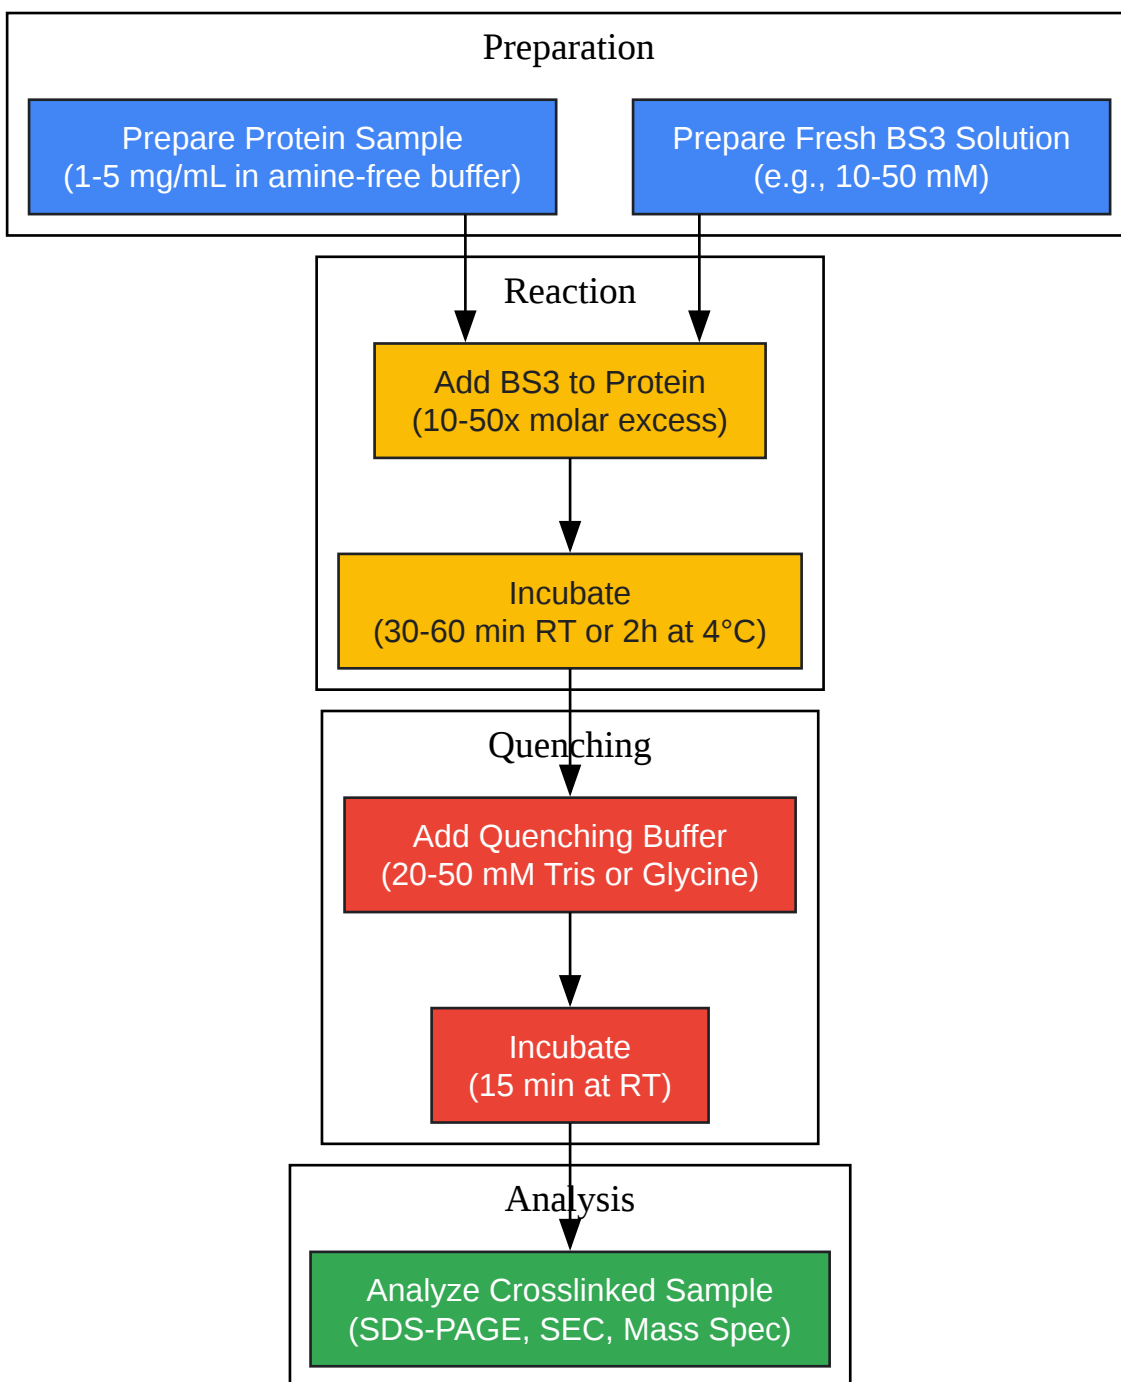 Preparation
Prepare Protein Sample
(1-5 mg/mL in amine-free buffer)
Prepare Fresh BS3 Solution
(e.g., 10-50 mM)
Reaction
Add BS3 to Protein
(10-50x molar excess)
Incubate
(30-60 min RT or 2h at 4°C)
Quenching
Add Quenching Buffer
(20-50 mM Tris or Glycine)
Incubate
(15 min at RT)
Analysis
Analyze Crosslinked Sample
(SDS-PAGE, SEC, Mass Spec)